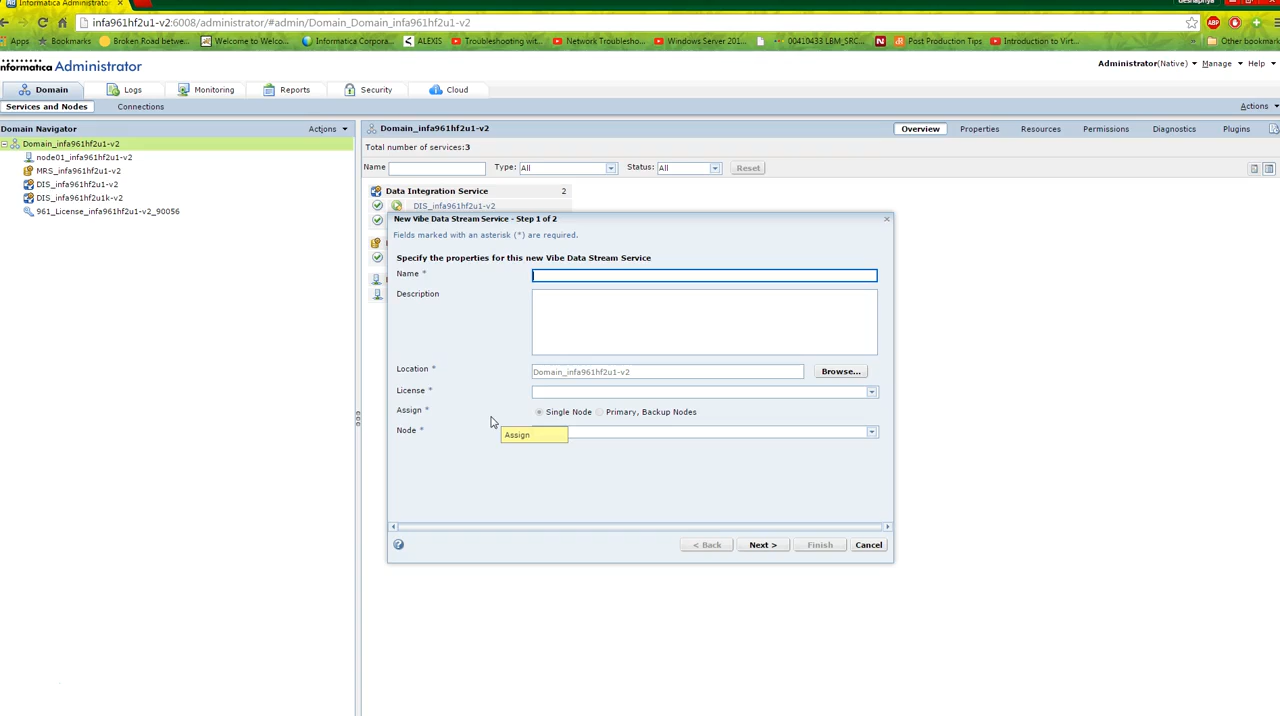 Informatica Administrator
deshaphya
infa961hf2u1-v2:6008/administrator/#admin/Domain_Domain_infa961hf2u1-v2
ABP
Apps Bookmarks Broken Road betwe... Welcome to Welco... Informatica Corpora... ALEXIS Troubleshooting wit... Network Troublesho... Windows Server 201... 00410433 LBM_SRC... Post Production Tips Introduction to Virt... Other bookmark
nformatica Administrator
Administrator(Native) Manage Help
Domain Logs Monitoring Reports Security Cloud
Services and Nodes Connections Actions
Domain Navigator Actions
Domain_infa961hf2u1-v2
node01_infa961hf2u1-v2
MRS_infa961hf2u1-v2
DIS_infa961hf2u1-v2
DIS_infa961hf2u1k-v2
961_License_infa961hf2u1-v2_90056
Domain_infa961hf2u1-v2 Overview Properties Resources Permissions Diagnostics Plugins
Total number of services:3
Name Type: All Status: All Reset
Data Integration Service 2
DIS_infa961hf2u1-v2
New Vibe Data Stream Service - Step 1 of 2
Fields marked with an asterisk (*) are required.
Specify the properties for this new Vibe Data Stream Service
Name *
Description
Location * Domain_infa961hf2u1-v2 Browse...
License *
Assign * Single Node Primary, Backup Nodes
Node *
Assign
< Back Next > Finish Cancel